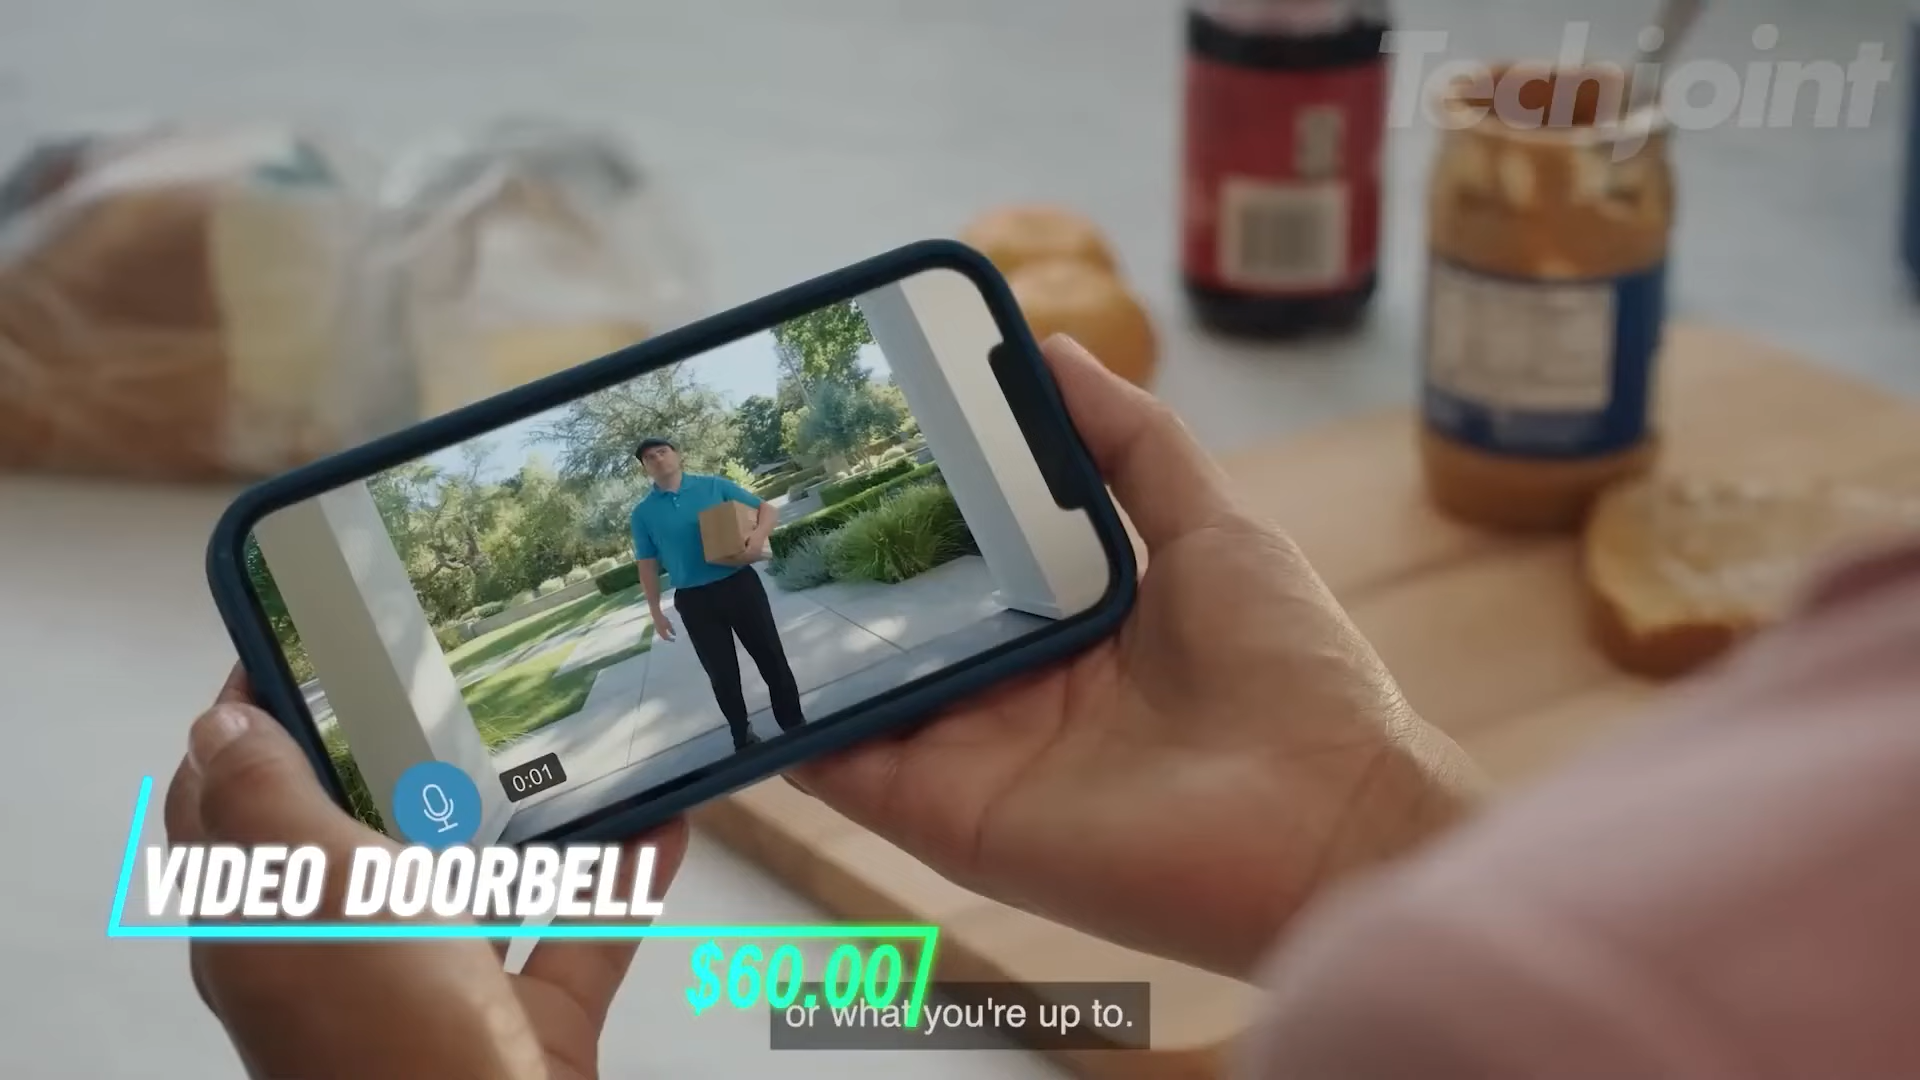 Techjoint
0:01
VIDEO DOORBELL
$60.00
or what you're up to.